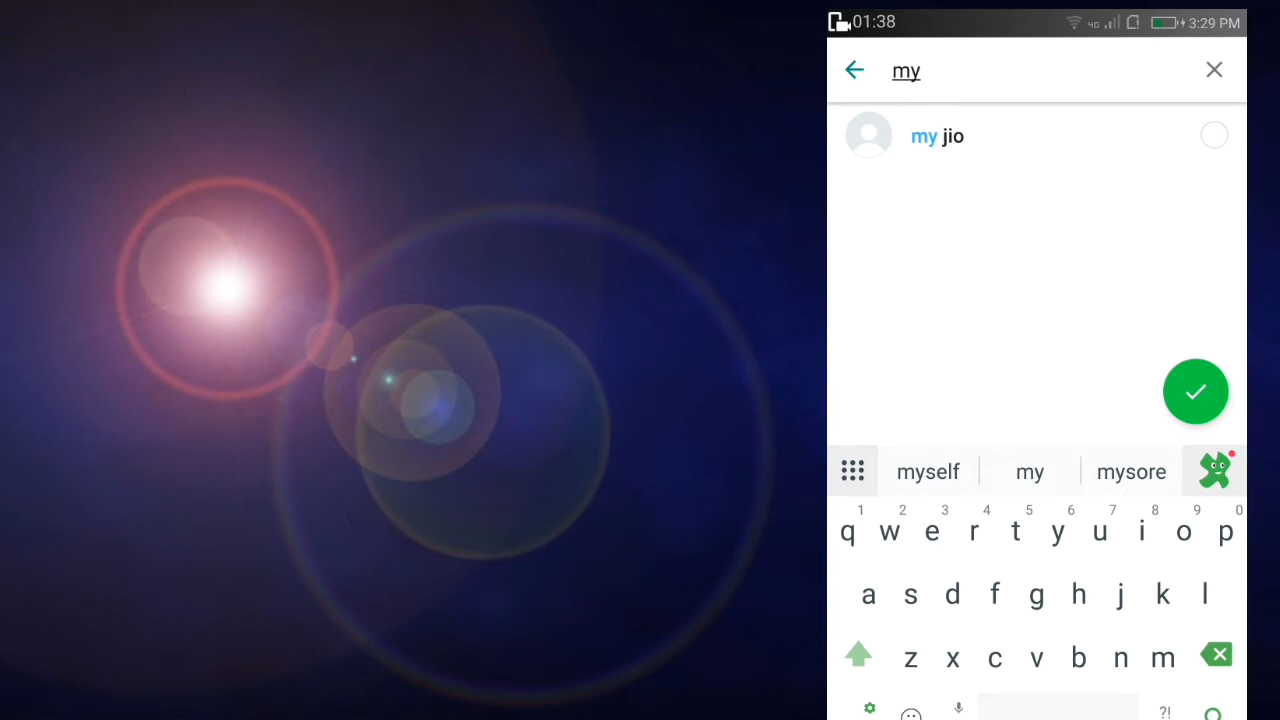 01:38 4G 3:29 PM
my
my jio
myself my mysore
1 2 3 4 5 6 7 8 9 0
q w e r t y u i o p
a s d f g h j k l
z x c v b n m
?!